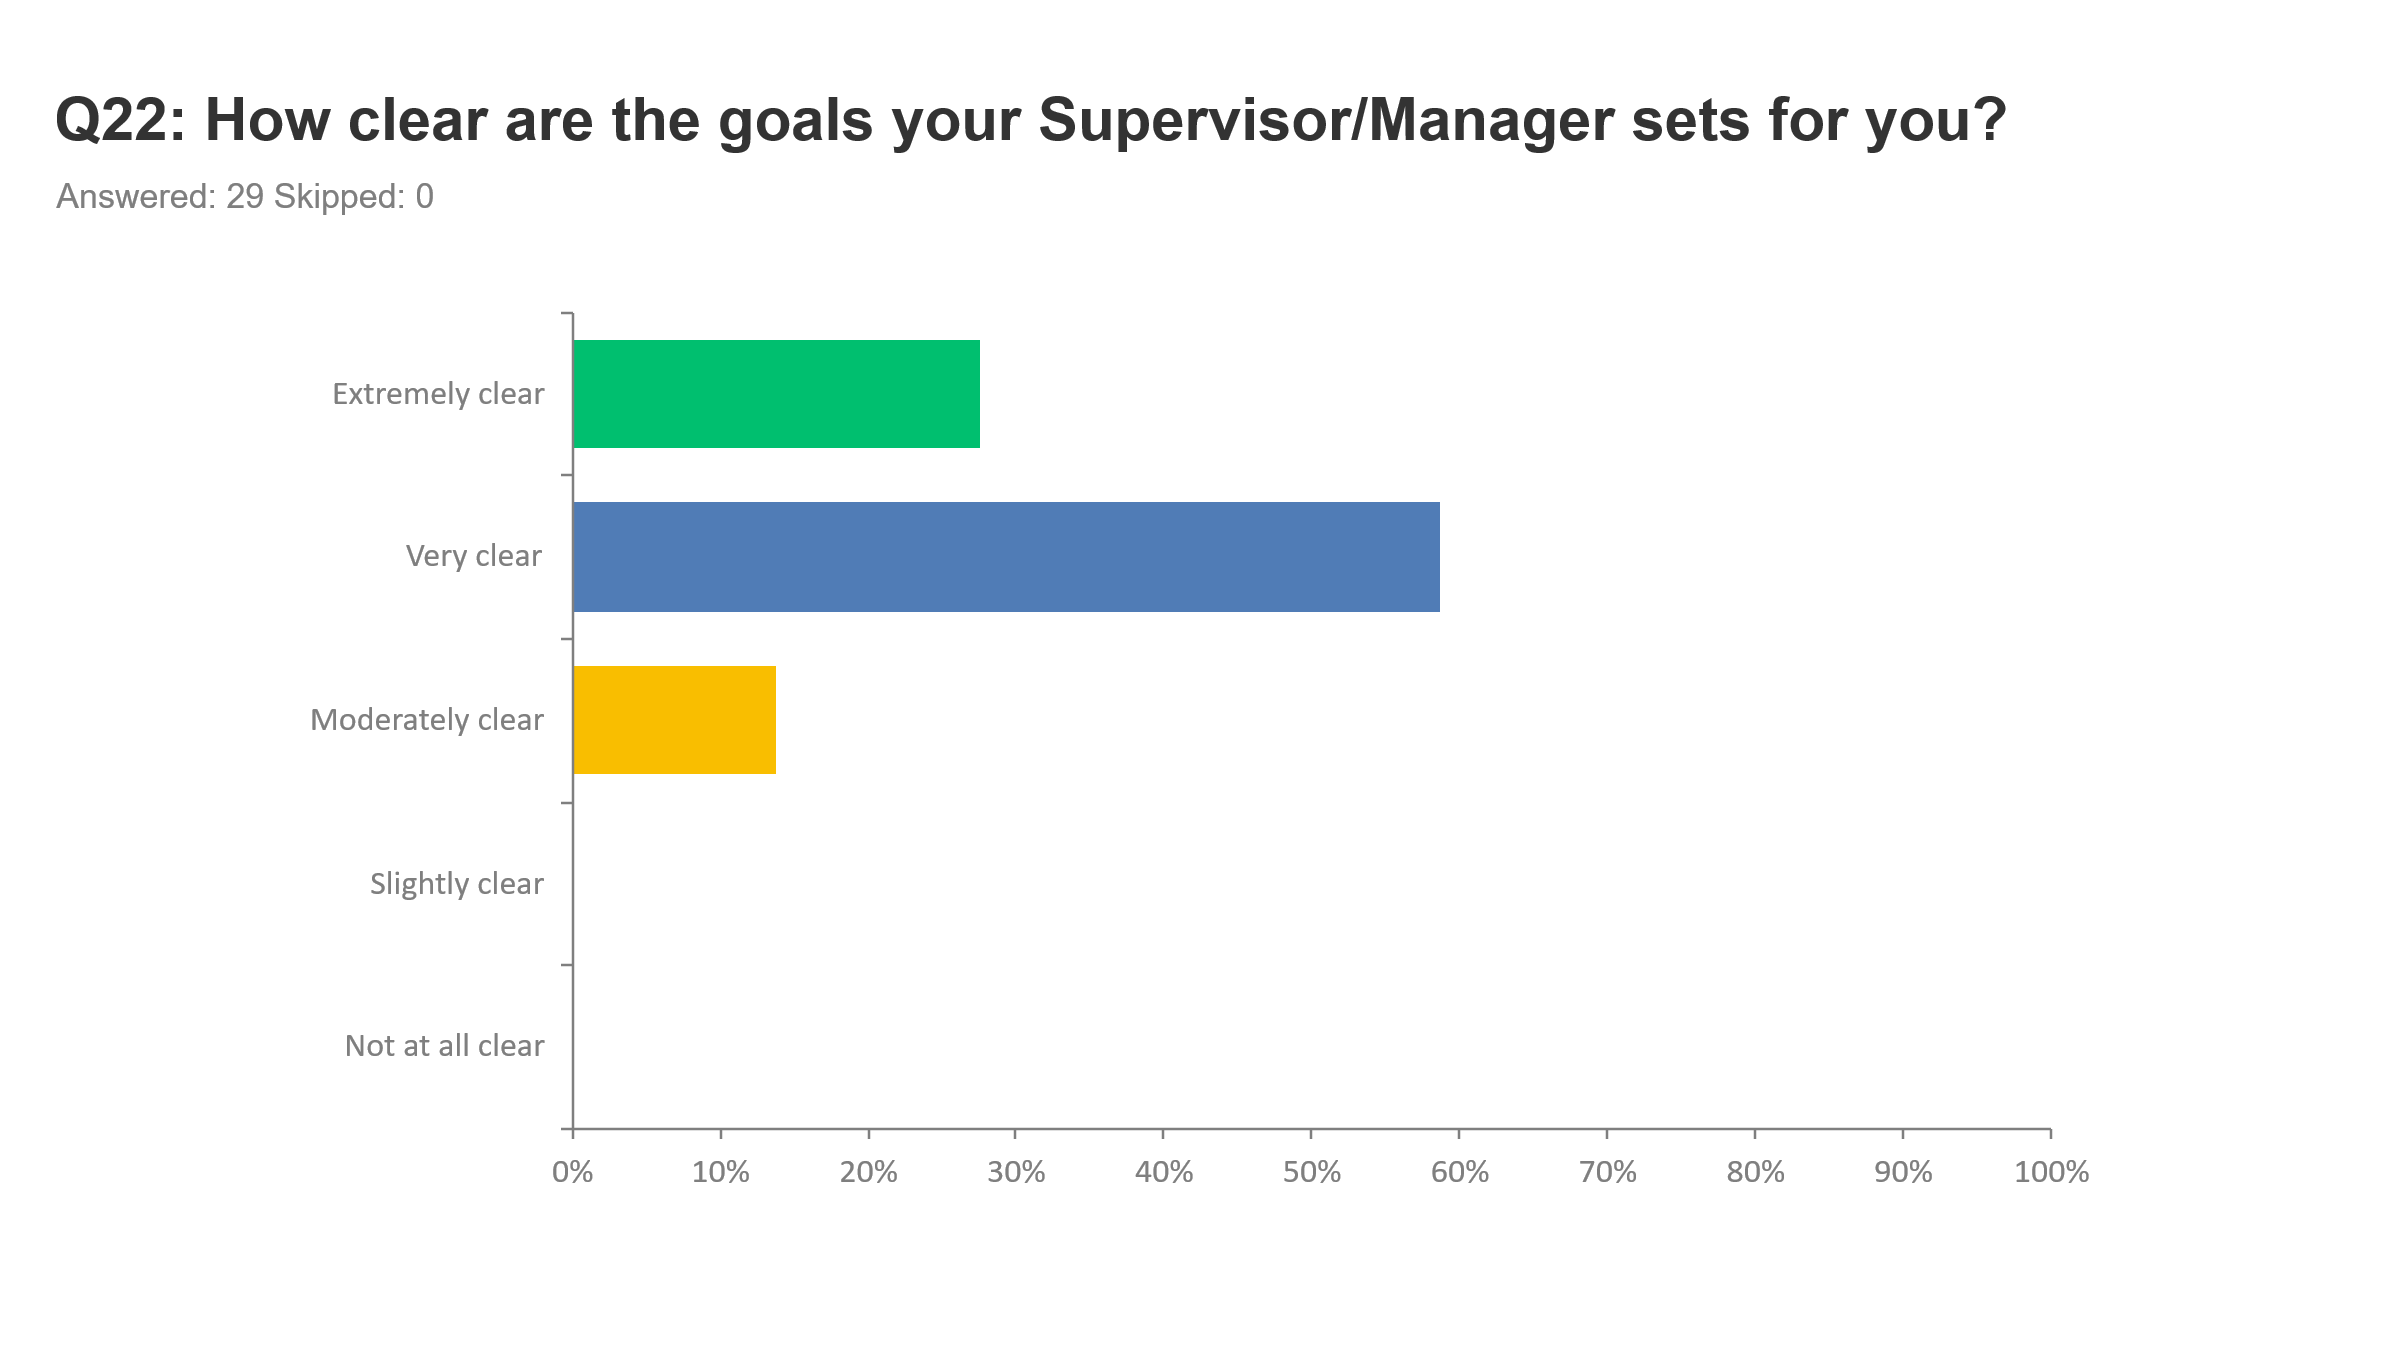 Q22: How clear are the goals your Supervisor/Manager sets for you?
Answered: 29 Skipped: 0
Extremely clear
Very clear
Moderately clear
Slightly clear
Not at all clear
0% 10% 20% 30% 40% 50% 60% 70% 80% 90% 100%